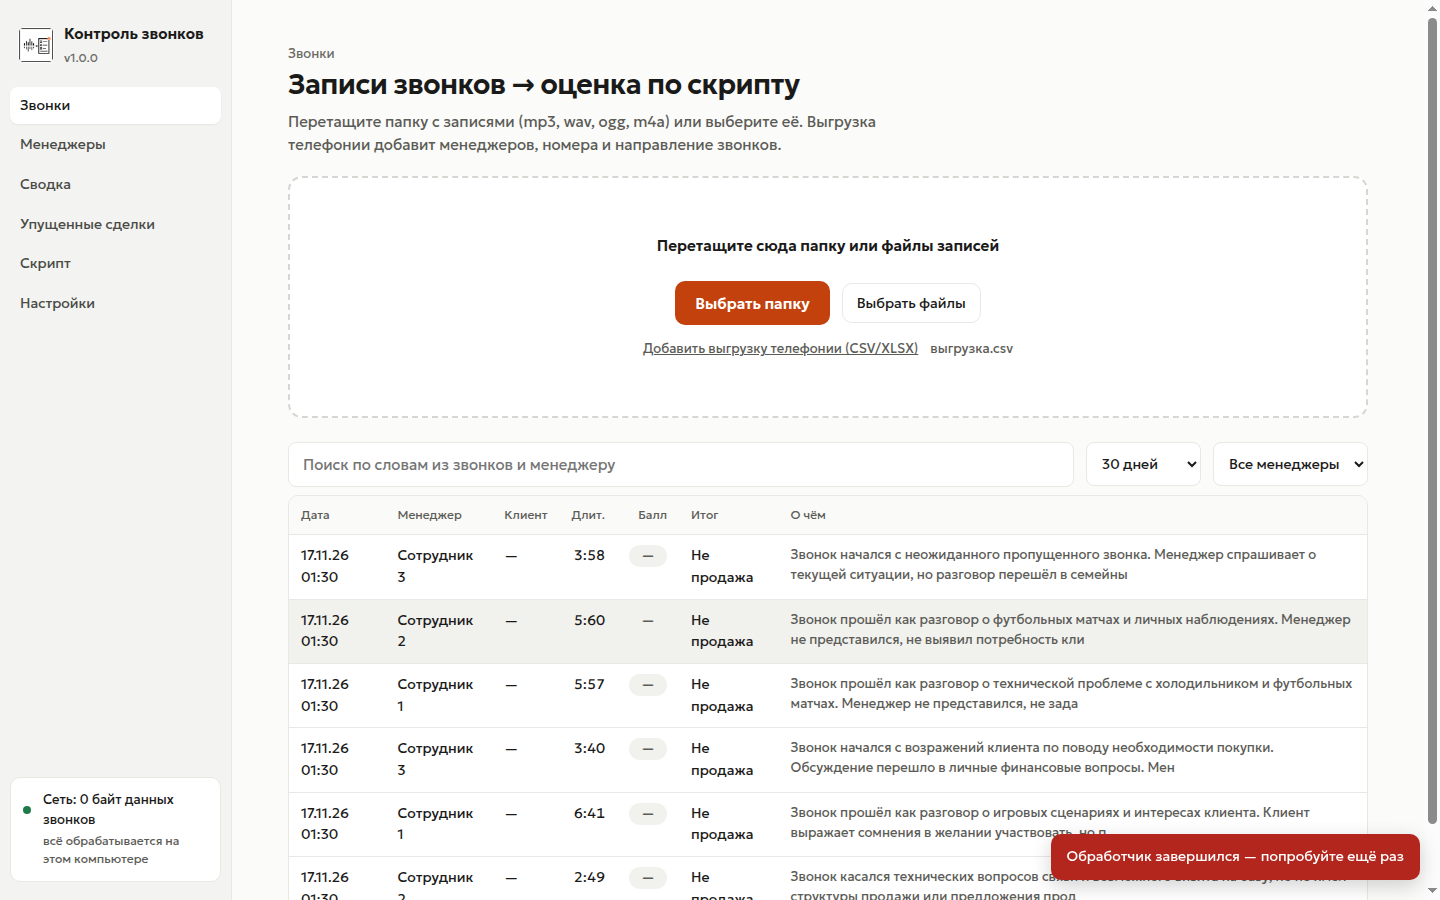 Контроль звонков
v1.0.0
Звонки
Менеджеры
Сводка
Упущенные сделки
Скрипт
Настройки
Сеть: 0 байт данных
звонков
всё обрабатывается на
этом компьютере
Звонки
Записи звонков → оценка по скрипту
Перетащите папку с записями (mp3, wav, ogg, m4a) или выберите её. Выгрузка
телефонии добавит менеджеров, номера и направление звонков.
Перетащите сюда папку или файлы записей
Выбрать папку Выбрать файлы
Добавить выгрузку телефонии (CSV/XLSX) выгрузка.csv
Поиск по словам из звонков и менеджеру 30 дней Все менеджеры
Дата Менеджер Клиент Длит. Балл Итог О чём
17.11.26 Сотрудник — 3:58 — Не Звонок начался с неожиданного пропущенного звонка. Менеджер спрашивает о
01:30 3 продажа текущей ситуации, но разговор перешёл в семейны
17.11.26 Сотрудник — 5:60 — Не Звонок прошёл как разговор о футбольных матчах и личных наблюдениях. Менеджер
01:30 2 продажа не представился, не выявил потребность кли
17.11.26 Сотрудник — 5:57 — Не Звонок прошёл как разговор о технической проблеме с холодильником и футбольных
01:30 1 продажа матчах. Менеджер не представился, не зада
17.11.26 Сотрудник — 3:40 — Не Звонок начался с возражений клиента по поводу необходимости покупки.
01:30 3 продажа Обсуждение перешло в личные финансовые вопросы. Мен
17.11.26 Сотрудник — 6:41 — Не Звонок прошёл как разговор о игровых сценариях и интересах клиента. Клиент
01:30 1 продажа выражает сомнения в желании участвовать, но п
17.11.26 Сотрудник — 2:49 — Не Звонок касался технических вопросов
01:30 2 продажа структуры продажи или предложения прод
Обработчик завершился — попробуйте ещё раз